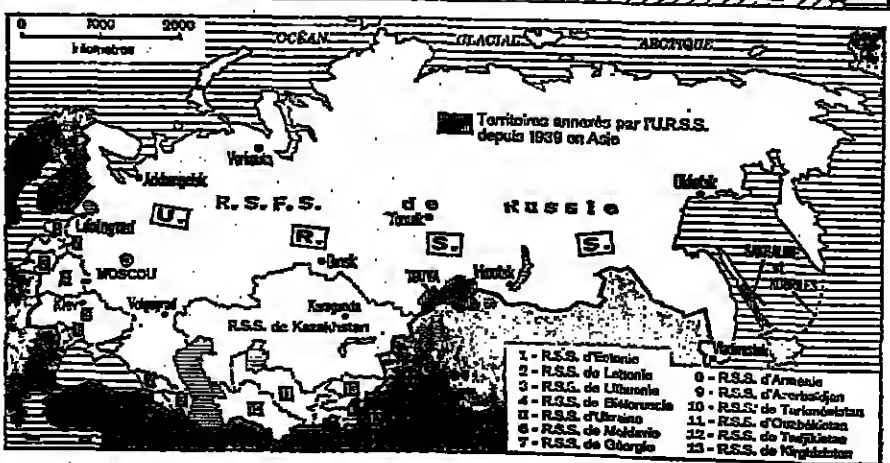 0 1000 2000
kilomètres
OCÉAN GLACIAL ARCTIQUE
Territoires annexés par l'U.R.S.S.
depuis 1939 en Asie
Vorkouta
Arkhangelsk
Okhotsk
R.S.F.S. de Russie
Léningrad
U. R. S. S.
Omsk
MOSCOU
TOUVA
Irkoutsk
SAKHALINE
et
KOURILES
Kiev
Volgograd
Karaganda
R.S.S. de Kazakhstan
Vladivostok
1 - R.S.S. d'Estonie
2 - R.S.S. de Lettonie
3 - R.S.S. de Lituanie
4 - R.S.S. de Biélorussie
5 - R.S.S. d'Ukraine
6 - R.S.S. de Moldavie
7 - R.S.S. de Géorgie
8 - R.S.S. d'Arménie
9 - R.S.S. d'Azerbaïdjan
10 - R.S.S. de Turkménistan
11 - R.S.S. d'Ouzbékistan
12 - R.S.S. de Tadjikistan
13 - R.S.S. de Kirghizistan